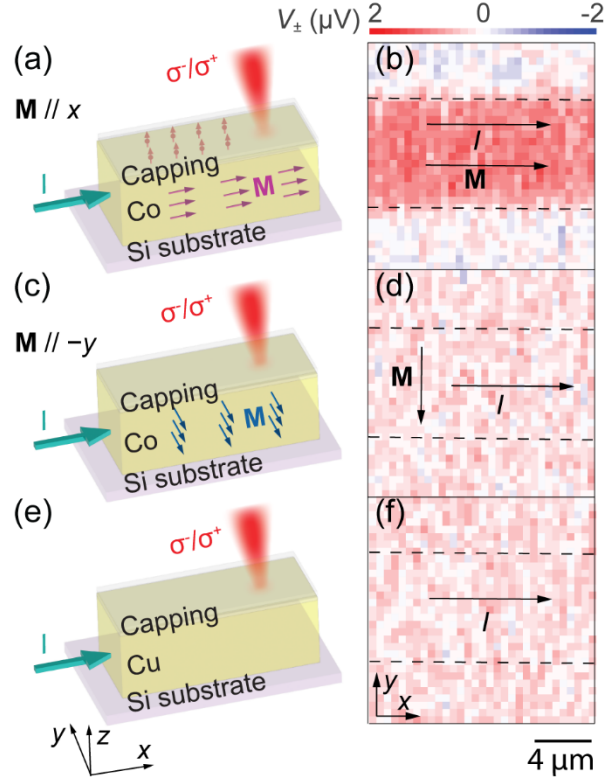 V± (μV)
2 0 -2
(a)
σ⁻/σ⁺
M // x
Capping
I
Co
M
Si substrate
(b)
I
M
(c)
σ⁻/σ⁺
M // −y
Capping
I
Co
M
Si substrate
(d)
M
I
(e)
σ⁻/σ⁺
Capping
I
Cu
Si substrate
y z x
(f)
I
y
x
4 μm